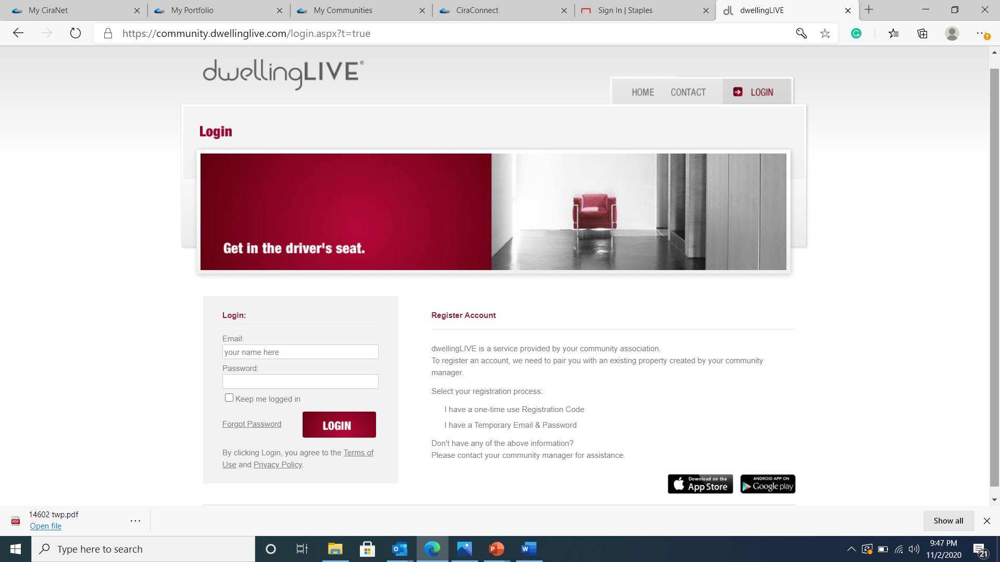 My CiraNet
My Portfolio
My Communities
CiraConnect
Sign In | Staples
dwellingLIVE
https://community.dwellinglive.com/login.aspx?t=true
dwellingLIVE®
HOME
CONTACT
LOGIN
Login
Get in the driver's seat.
Login:
Email:
your name here
Password:
Keep me logged in
Forgot Password
LOGIN
By clicking Login, you agree to the Terms of
Use and Privacy Policy.
Register Account
dwellingLIVE is a service provided by your community association.
To register an account, we need to pair you with an existing property created by your community
manager.
Select your registration process:
I have a one-time use Registration Code
I have a Temporary Email & Password
Don't have any of the above information?
Please contact your community manager for assistance.
Download on the
App Store
ANDROID APP ON
Google play
14602 twp.pdf
Open file
Show all
Type here to search
9:47 PM
11/2/2020
21